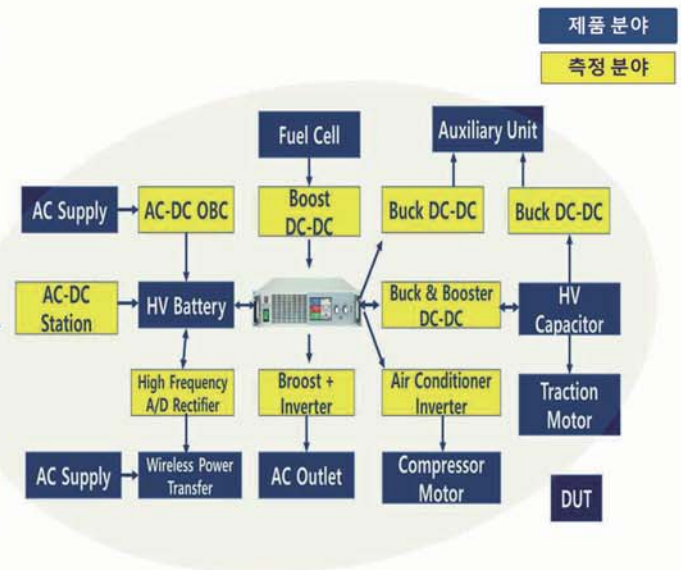 제품 분야
측정 분야
Fuel Cell
Auxiliary Unit
AC Supply
AC-DC OBC
Boost
DC-DC
Buck DC-DC
Buck DC-DC
AC-DC
Station
HV Battery
Buck & Booster
DC-DC
HV
Capacitor
High Frequency
A/D Rectifier
Broost +
Inverter
Air Conditioner
Inverter
Traction
Motor
AC Supply
Wireless Power
Transfer
AC Outlet
Compressor
Motor
DUT